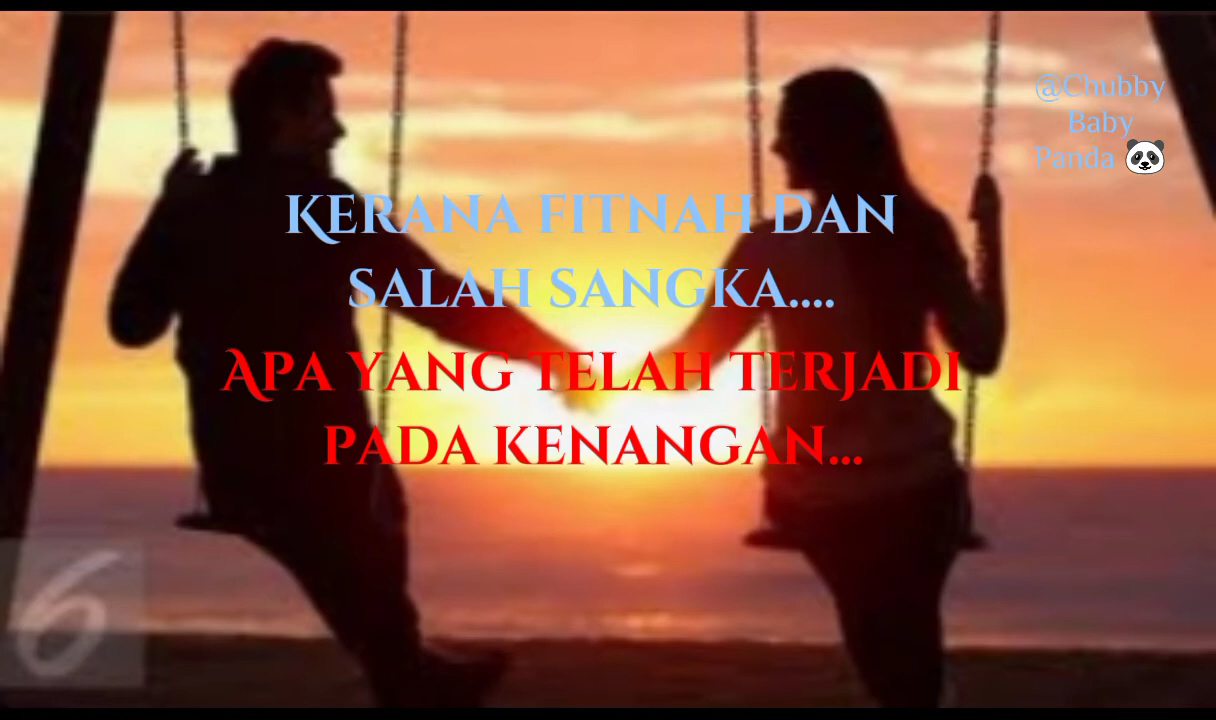 @Chubby
Baby
Panda 🐼
Kerana fitnah dan
salah sangka....
Apa yang telah terjadi
pada kenangan...
6